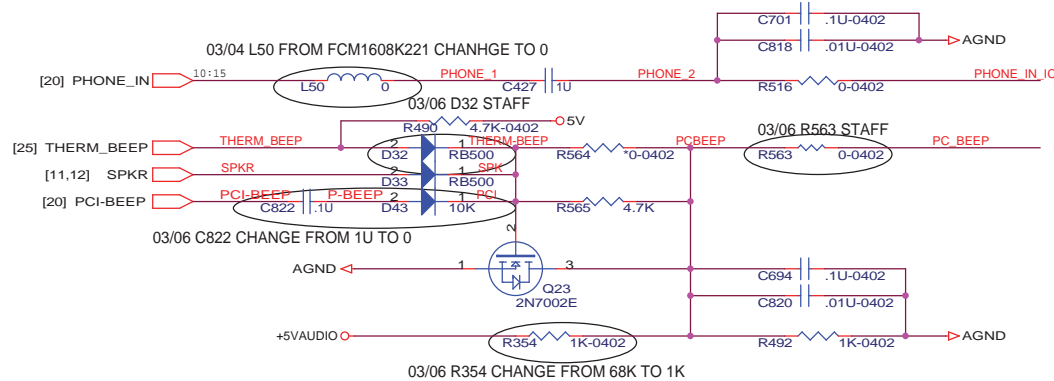 C701 .1U-0402
C818 .01U-0402
AGND
03/04 L50 FROM FCM1608K221 CHANHGE TO 0
[20] PHONE_IN 10:15 L50 0 PHONE_1 C427 1U PHONE_2 R516 0-0402 PHONE_IN_IC
03/06 D32 STAFF
R490 4.7K-0402 5V
03/06 R563 STAFF
[25] THERM_BEEP THERM_BEEP 2 D32 1 RB500 THERM-BEEP R564 *0-0402 PCBEEP R563 0-0402 PC_BEEP
[11,12] SPKR SPKR 2 D33 1 RB500 SPK
[20] PCI-BEEP PCI-BEEP C822 .1U P-BEEP 2 D43 1 10K PCI R565 4.7K
03/06 C822 CHANGE FROM 1U TO 0
2
AGND 1 3 Q23 2N7002E
C694 .1U-0402
C820 .01U-0402
+5VAUDIO R354 1K-0402 R492 1K-0402 AGND
03/06 R354 CHANGE FROM 68K TO 1K